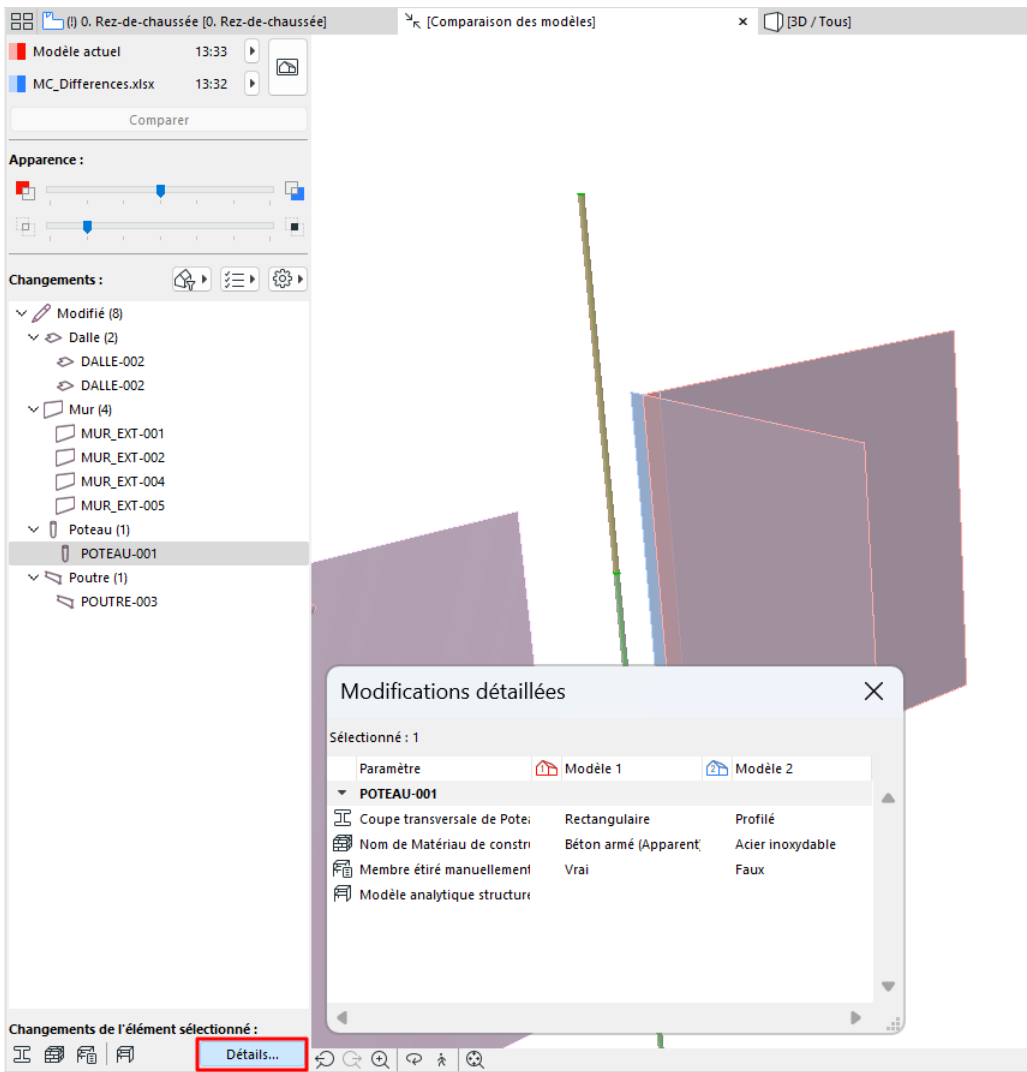 (!) 0. Rez-de-chaussée [0. Rez-de-chaussée]
[Comparaison des modèles]
[3D / Tous]
Modèle actuel 13:33
MC_Differences.xlsx 13:32
Comparer
Apparence :
Changements :
Modifié (8)
Dalle (2)
DALLE-002
DALLE-002
Mur (4)
MUR_EXT-001
MUR_EXT-002
MUR_EXT-004
MUR_EXT-005
Poteau (1)
POTEAU-001
Poutre (1)
POUTRE-003
Modifications détaillées
Sélectionné : 1
Paramètre 1 Modèle 1 2 Modèle 2
POTEAU-001
Coupe transversale de Potea Rectangulaire Profilé
Nom de Matériau de constru Béton armé (Apparent) Acier inoxydable
Membre étiré manuellement Vrai Faux
Modèle analytique structure
Changements de l'élément sélectionné :
Détails...